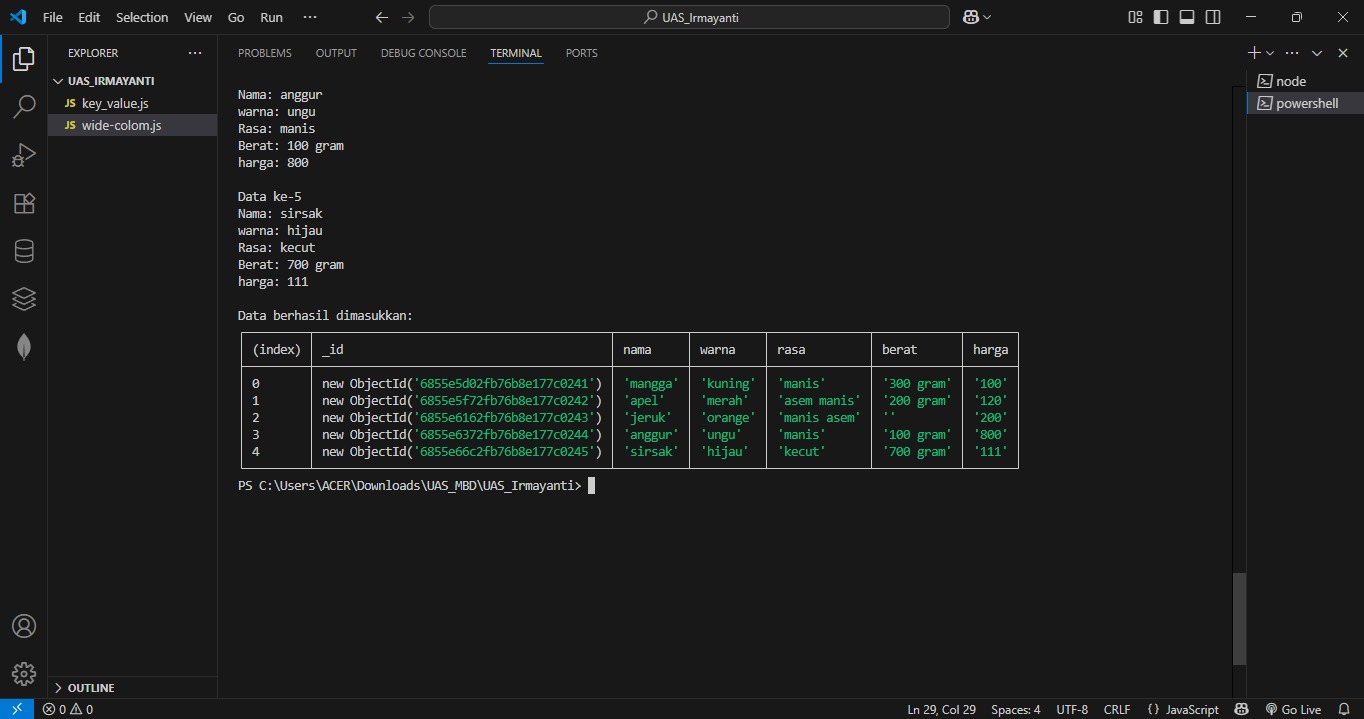 File Edit Selection View Go Run ··· UAS_Irmayanti
EXPLORER ···
UAS_IRMAYANTI
JS key_value.js
JS wide-colom.js
OUTLINE
PROBLEMS OUTPUT DEBUG CONSOLE TERMINAL PORTS
Nama: anggur
warna: ungu
Rasa: manis
Berat: 100 gram
harga: 800
Data ke-5
Nama: sirsak
warna: hijau
Rasa: kecut
Berat: 700 gram
harga: 111
Data berhasil dimasukkan:
(index) _id nama warna rasa berat harga
0 new ObjectId('6855e5d02fb76b8e177c0241') 'mangga' 'kuning' 'manis' '300 gram' '100'
1 new ObjectId('6855e5f72fb76b8e177c0242') 'apel' 'merah' 'asem manis' '200 gram' '120'
2 new ObjectId('6855e6162fb76b8e177c0243') 'jeruk' 'orange' 'manis asem' '' '200'
3 new ObjectId('6855e6372fb76b8e177c0244') 'anggur' 'ungu' 'manis' '100 gram' '800'
4 new ObjectId('6855e66c2fb76b8e177c0245') 'sirsak' 'hijau' 'kecut' '700 gram' '111'
PS C:\Users\ACER\Downloads\UAS_MBD\UAS_Irmayanti>
node
powershell
0 0 Ln 29, Col 29 Spaces: 4 UTF-8 CRLF {} JavaScript Go Live